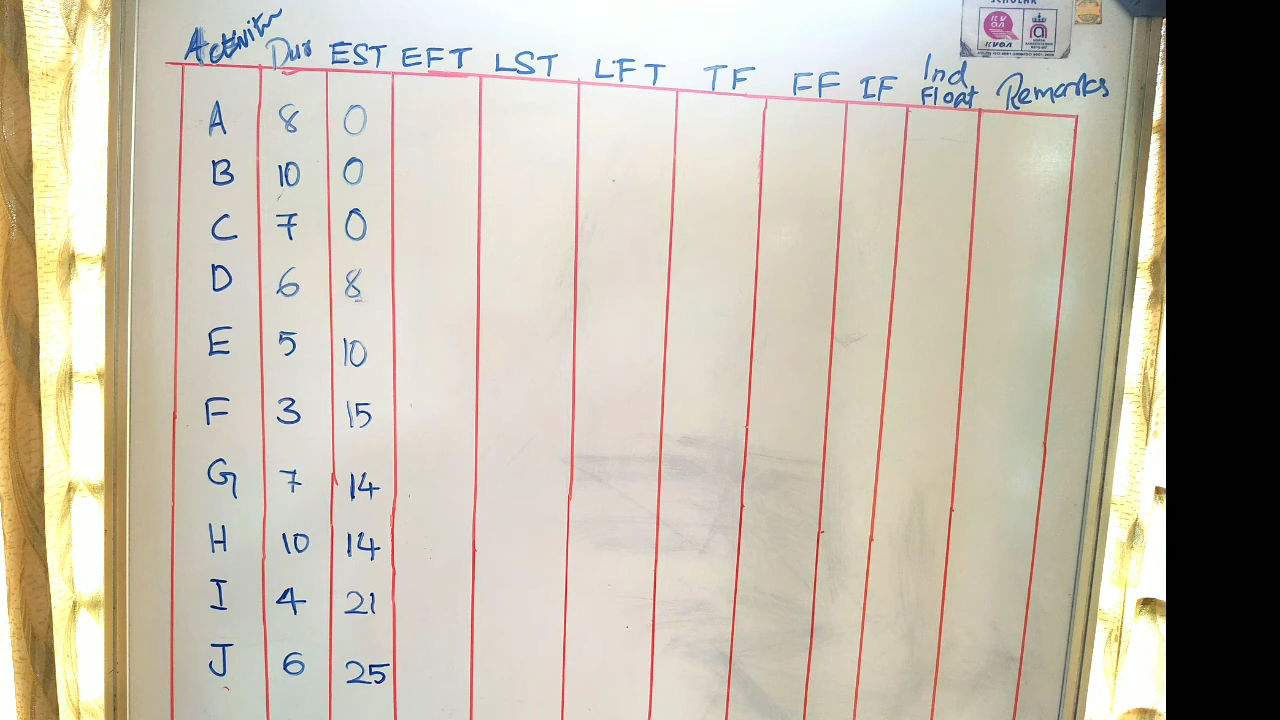 SCHOLAR
Activity Dur EST EFT LST LFT TF FF IF Ind Float Remarks
A 8 0
B 10 0
C 7 0
D 6 8
E 5 10
F 3 15
G 7 14
H 10 14
I 4 21
J 6 25